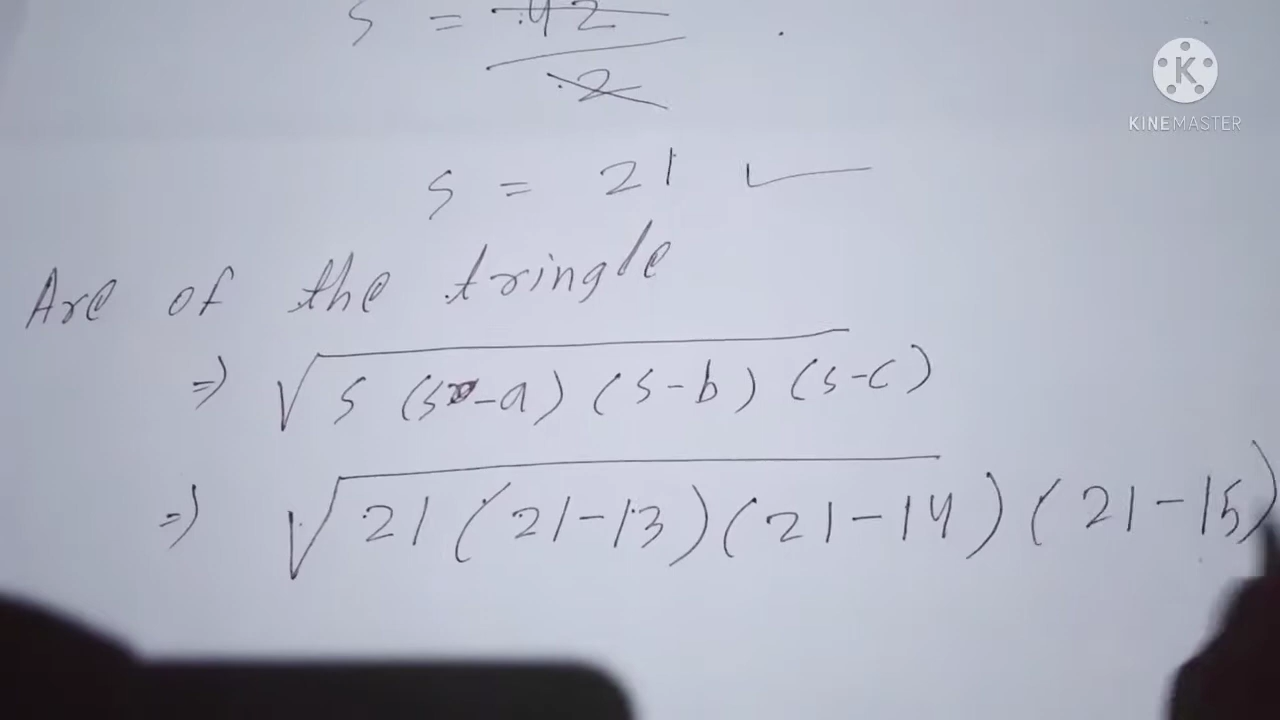 s = 42
2
K
KINEMASTER
s = 21
Are of the tringle
⇒ √s (s-a) (s-b) (s-c)
⇒ √21 (21-13) (21-14) (21-15)